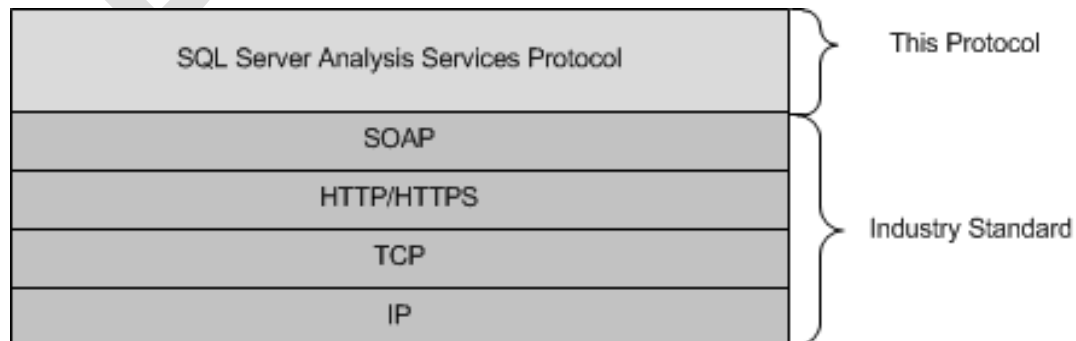 SQL Server Analysis Services Protocol
This Protocol
SOAP
HTTP/HTTPS
TCP
IP
Industry Standard